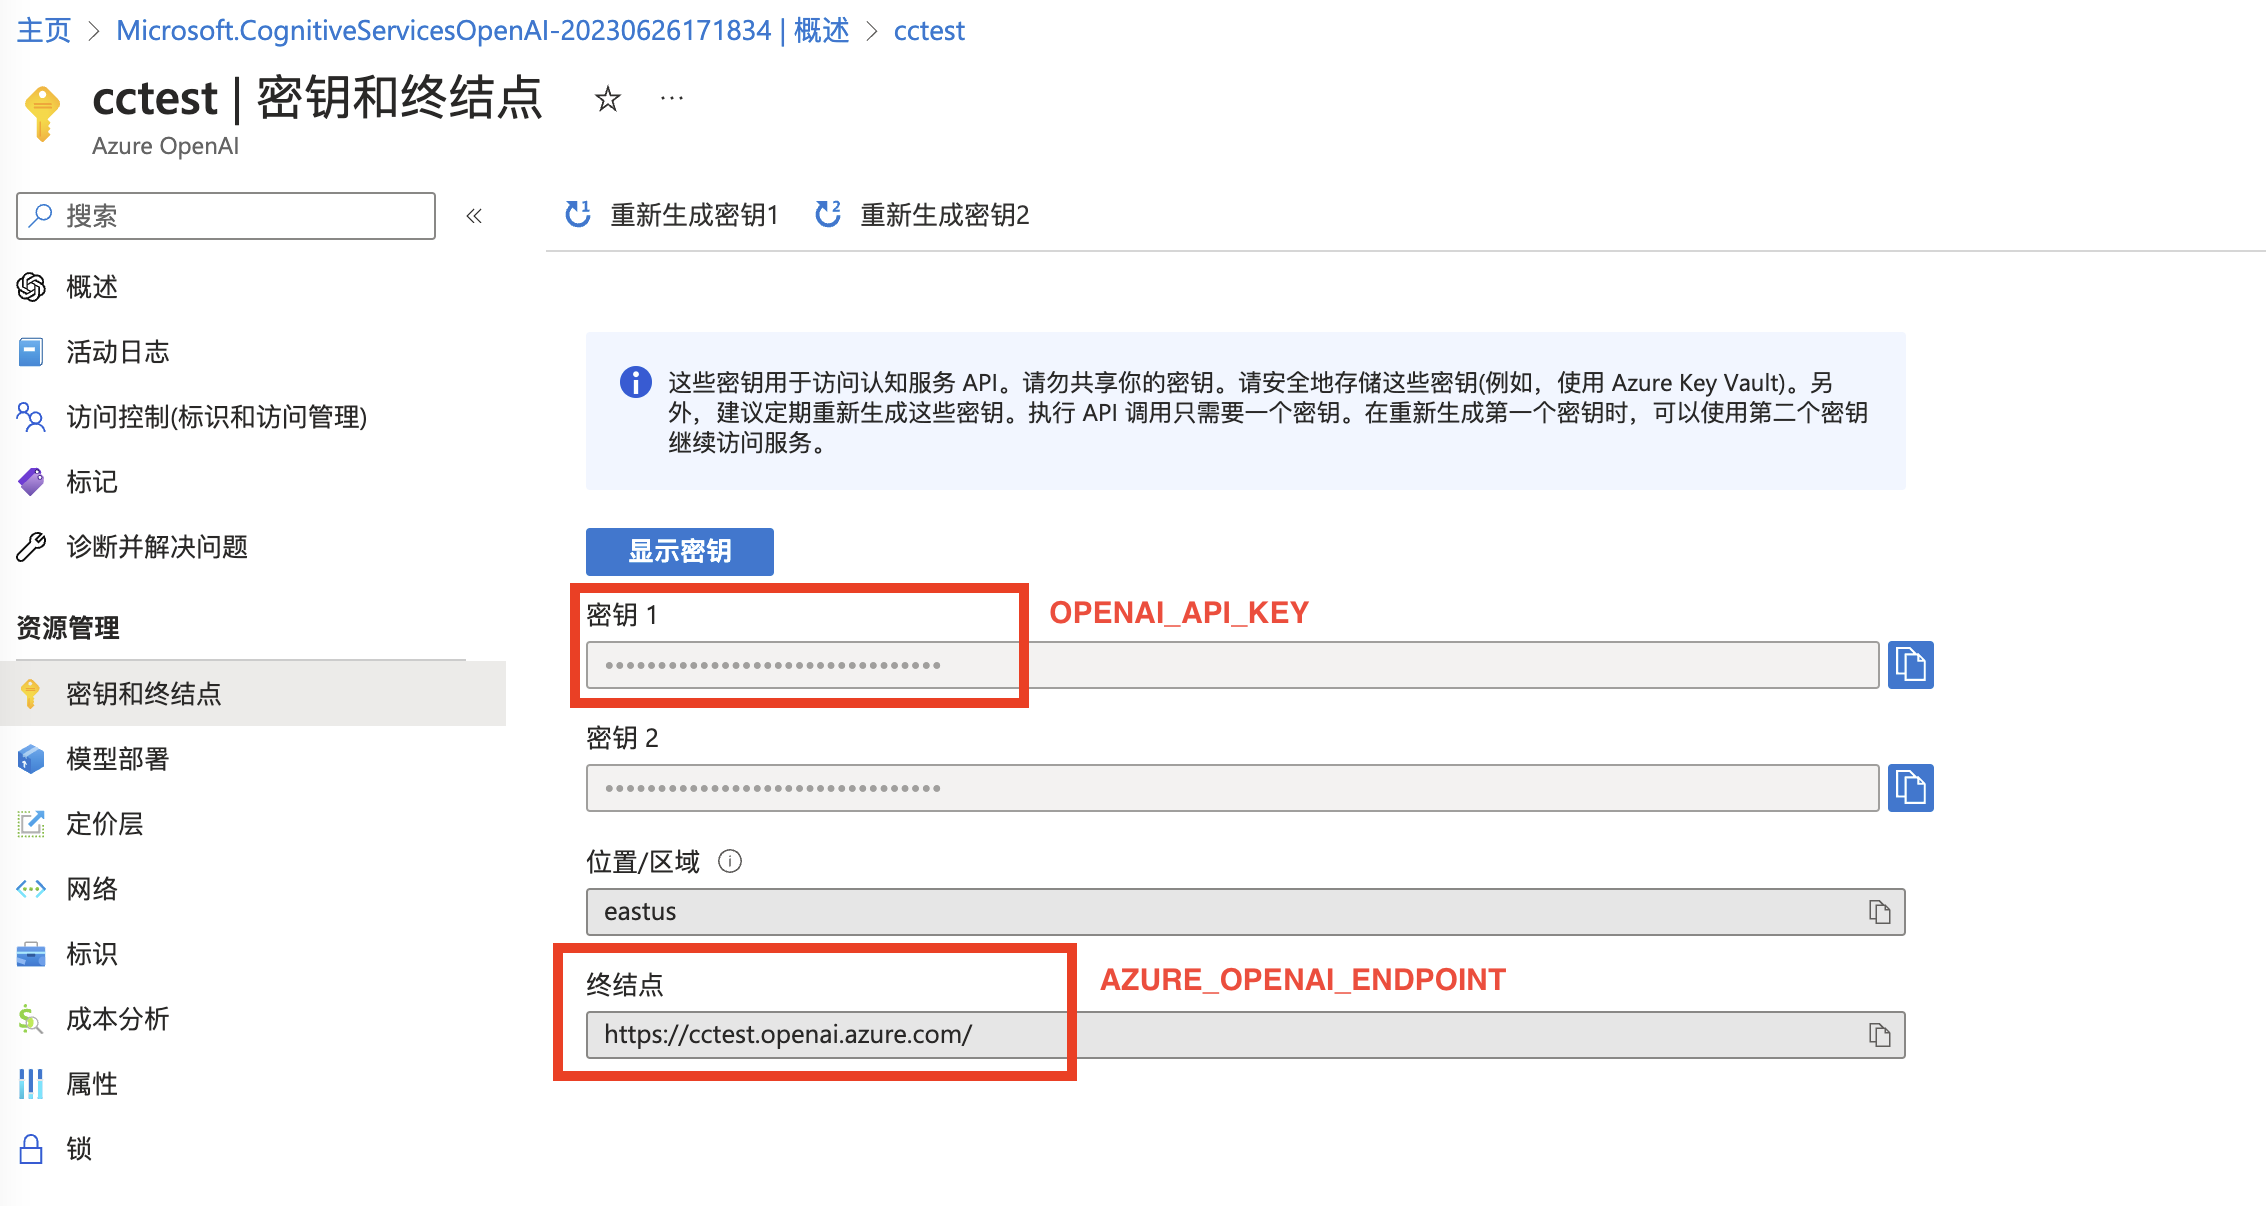 主页 > Microsoft.CognitiveServicesOpenAI-20230626171834 | 概述 > cctest
cctest | 密钥和终结点
Azure OpenAI
搜索
概述
活动日志
访问控制(标识和访问管理)
标记
诊断并解决问题
资源管理
密钥和终结点
模型部署
定价层
网络
标识
成本分析
属性
锁
重新生成密钥1
重新生成密钥2
这些密钥用于访问认知服务 API。请勿共享你的密钥。请安全地存储这些密钥(例如，使用 Azure Key Vault)。另
外，建议定期重新生成这些密钥。执行 API 调用只需要一个密钥。在重新生成第一个密钥时，可以使用第二个密钥
继续访问服务。
显示密钥
密钥 1
OPENAI_API_KEY
密钥 2
位置/区域
eastus
终结点
AZURE_OPENAI_ENDPOINT
https://cctest.openai.azure.com/